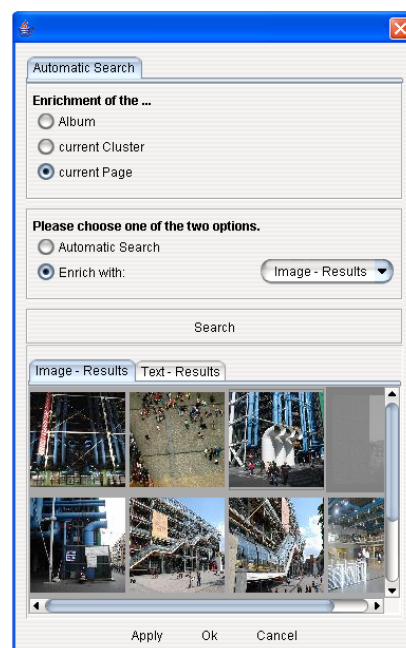 Automatic Search
Enrichment of the ...
Album
current Cluster
current Page
Please choose one of the two options.
Automatic Search
Enrich with: Image - Results
Search
Image - Results Text - Results
Apply Ok Cancel